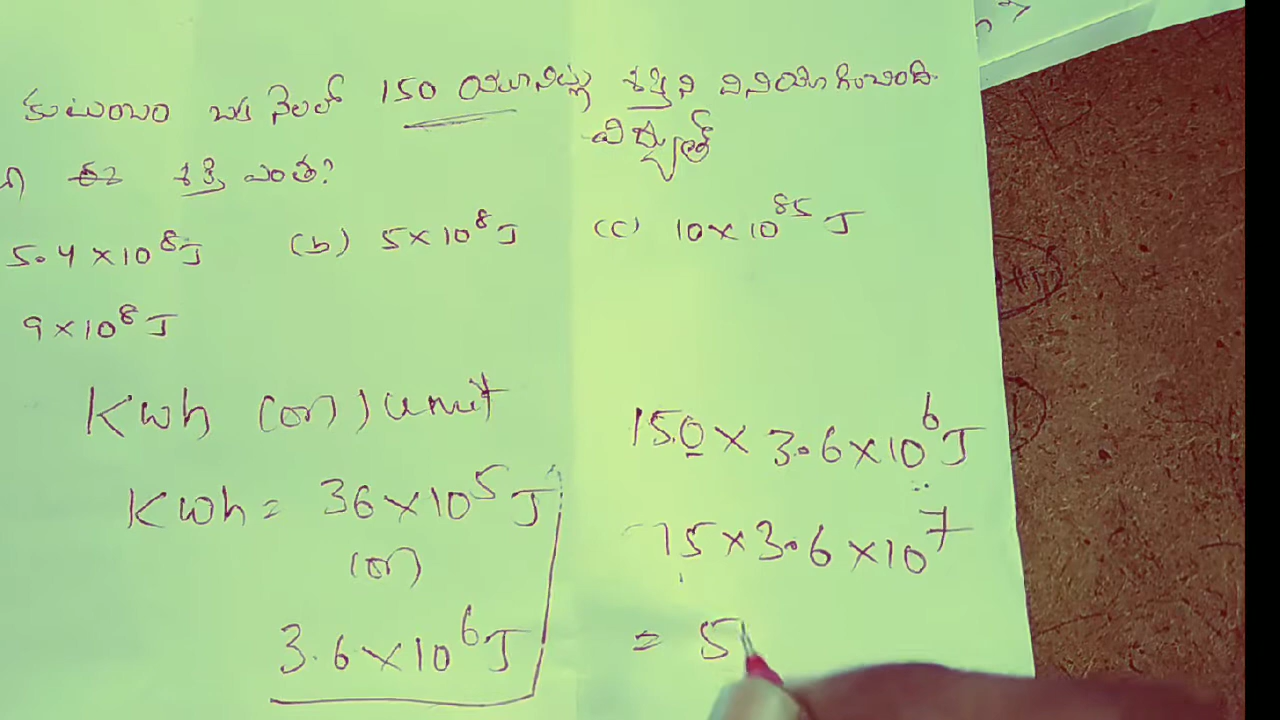 కుటుంబం ఒక నెలలో 150 యూనిట్లు శక్తిని వినియోగించింది.
విద్యుత్
శక్తి ఎంత?
5.4 × 10⁸ J (b) 5 × 10⁸ J (c) 10 × 10⁸⁵ J
9 × 10⁸ J
Kwh (or) unit
Kwh = 36 × 10⁵ J
(or)
3.6 × 10⁶ J
150 × 3.6 × 10⁶ J
15 × 3.6 × 10⁷
= 5